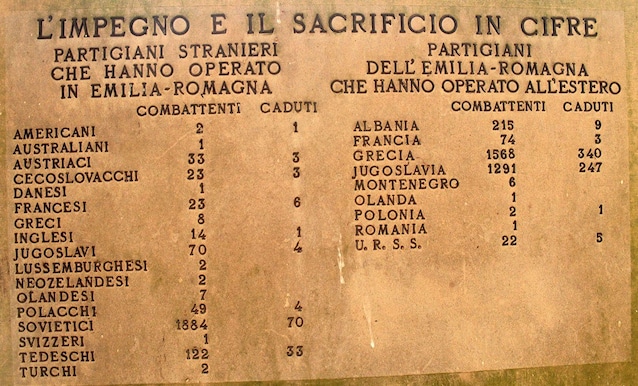 L'IMPEGNO E IL SACRIFICIO IN CIFRE
PARTIGIANI STRANIERI
CHE HANNO OPERATO
IN EMILIA-ROMAGNA
COMBATTENTI CADUTI
AMERICANI 2 1
AUSTRALIANI 1
AUSTRIACI 33 3
CECOSLOVACCHI 23 3
DANESI 1
FRANCESI 23 6
GRECI 8
INGLESI 14 1
JUGOSLAVI 70 4
LUSSEMBURGHESI 2
NEOZELANDESI 2
OLANDESI 7
POLACCHI 49 4
SOVIETICI 1884 70
SVIZZERI 1
TEDESCHI 122 33
TURCHI 2
PARTIGIANI
DELL'EMILIA-ROMAGNA
CHE HANNO OPERATO ALL'ESTERO
COMBATTENTI CADUTI
ALBANIA 215 9
FRANCIA 74 3
GRECIA 1568 340
JUGOSLAVIA 1291 247
MONTENEGRO 6
OLANDA 1
POLONIA 2 1
ROMANIA 1
U.R.S.S. 22 5